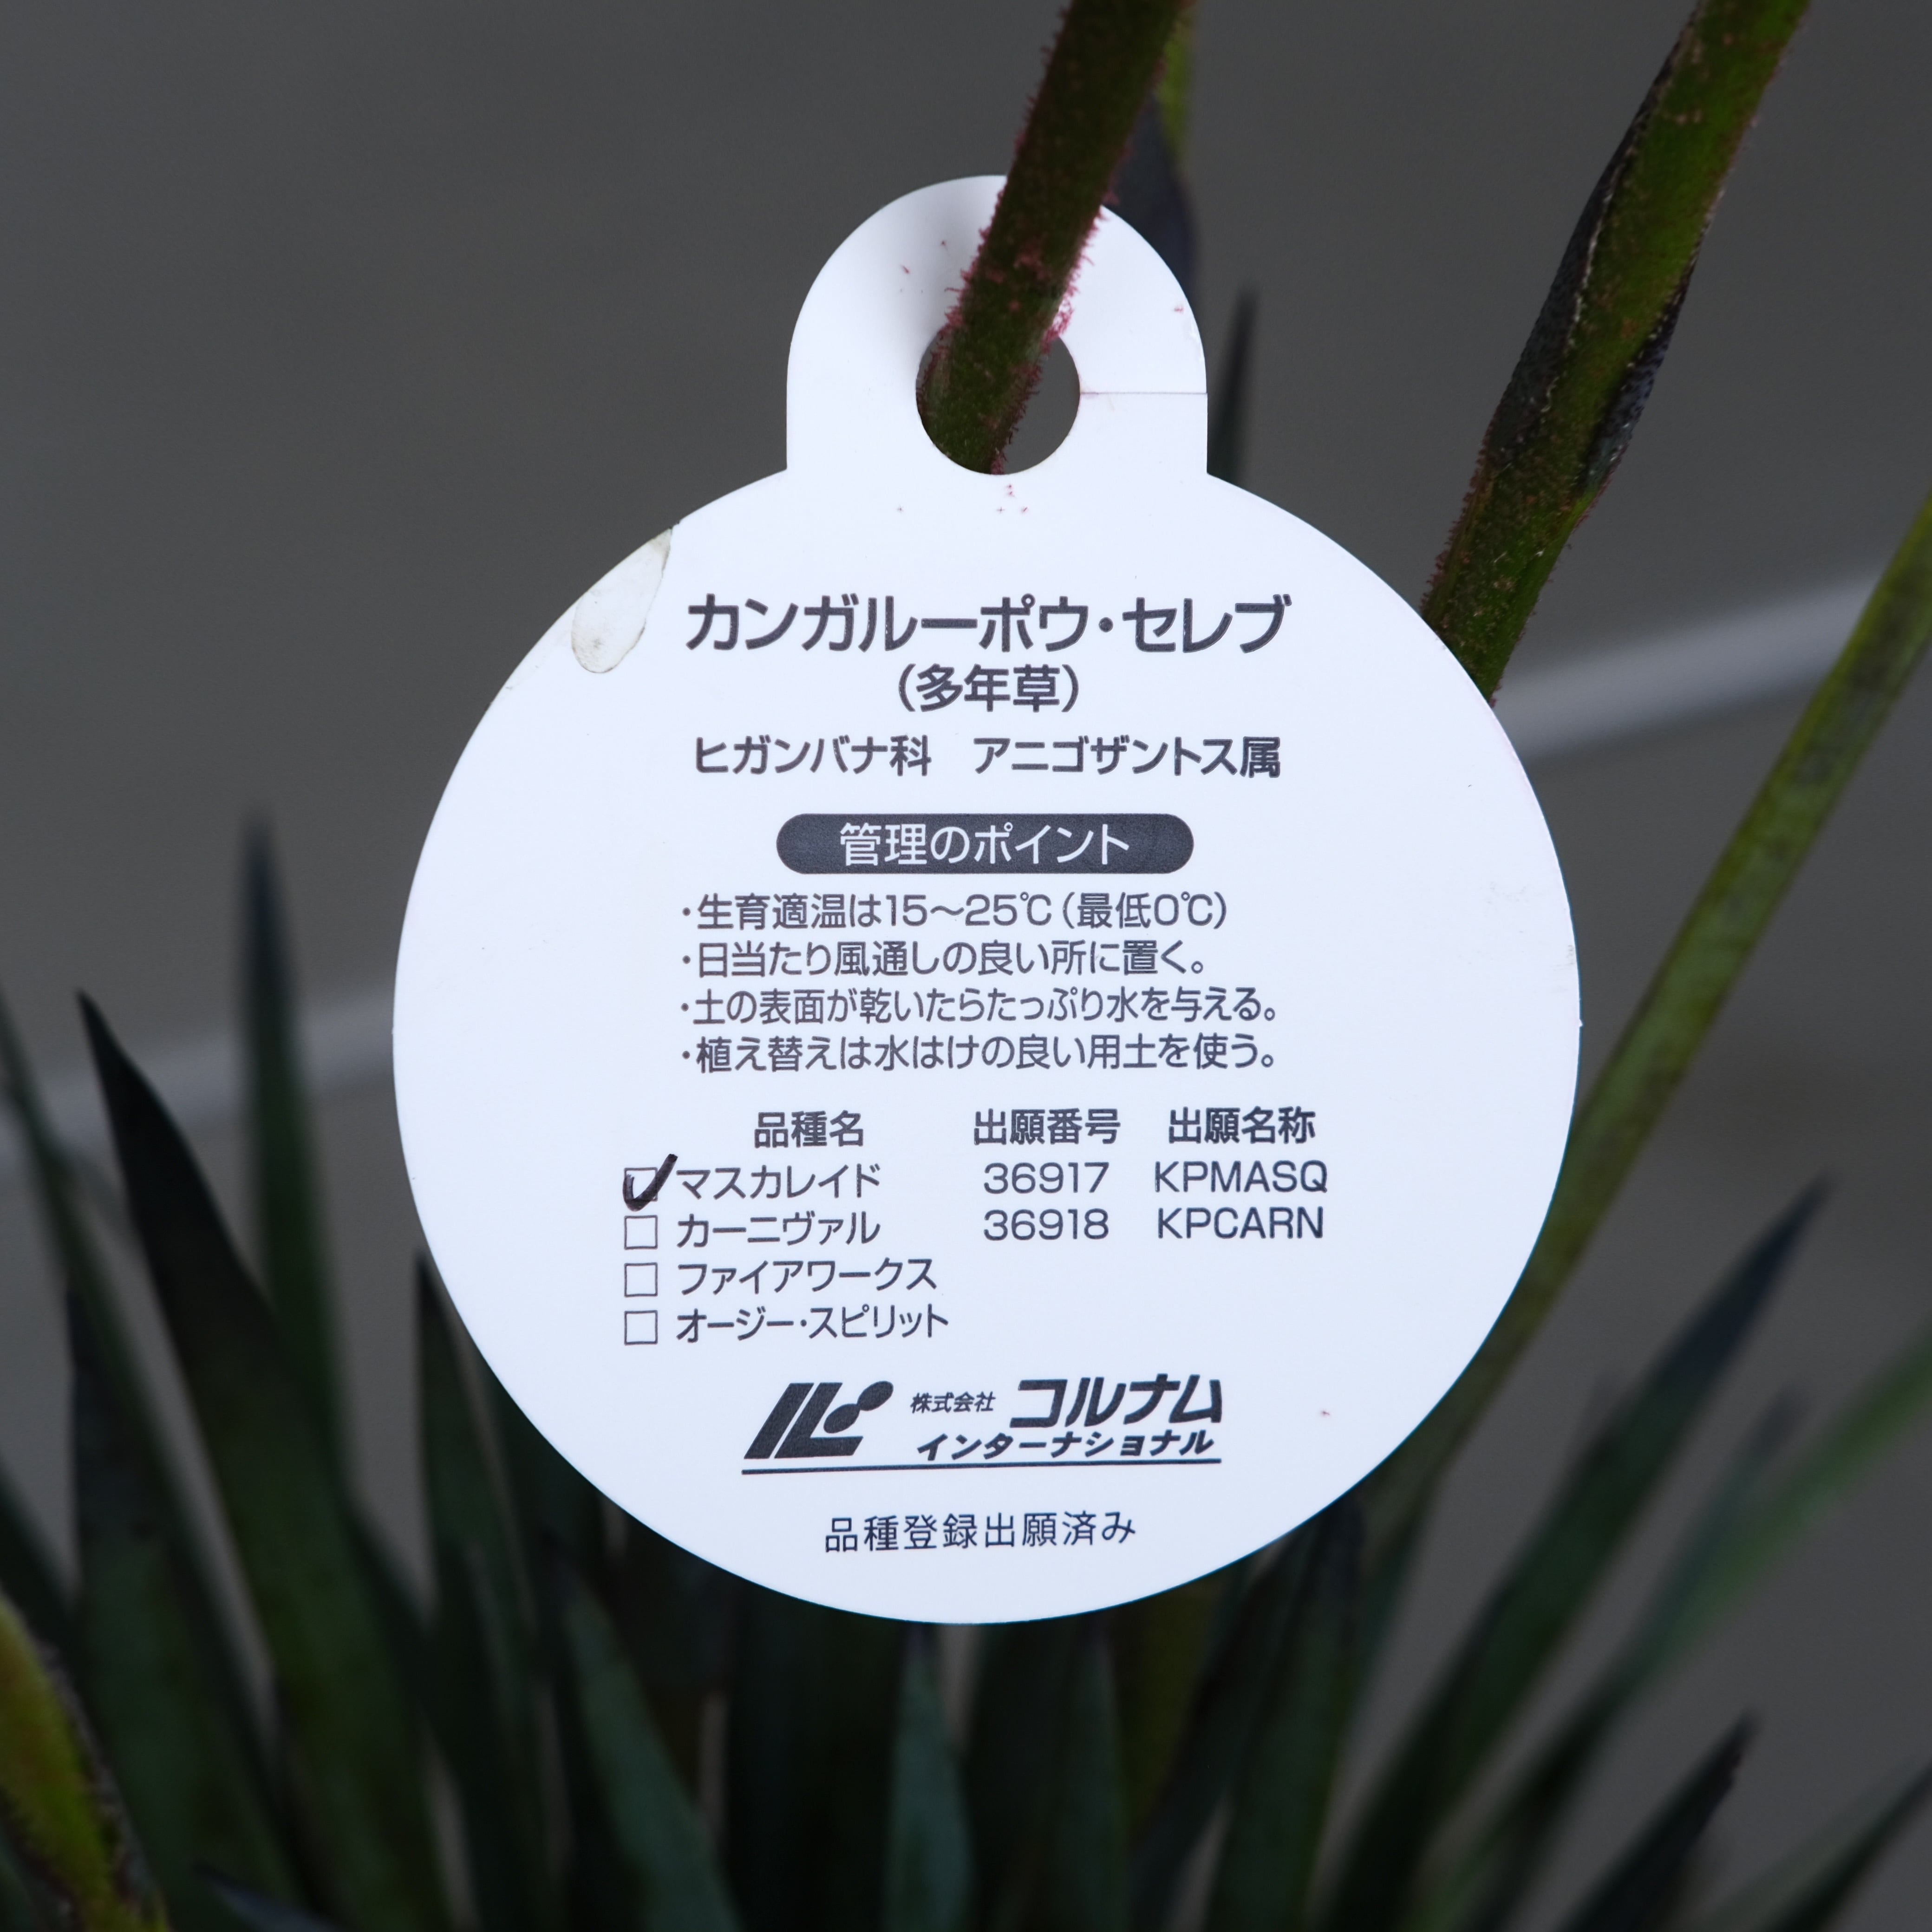 カンガルーポウ・セレブ
(多年草)
ヒガンバナ科　アニゴザントス属
管理のポイント
・生育適温は15～25℃(最低0℃)
・日当たり風通しの良い所に置く。
・土の表面が乾いたらたっぷり水を与える。
・植え替えは水はけの良い用土を使う。
品種名　出願番号　出願名称
☑ マスカレイド　36917　KPMASQ
□ カーニヴァル　36918　KPCARN
□ ファイアワークス
□ オージー・スピリット
株式会社 コルナム
インターナショナル
品種登録出願済み